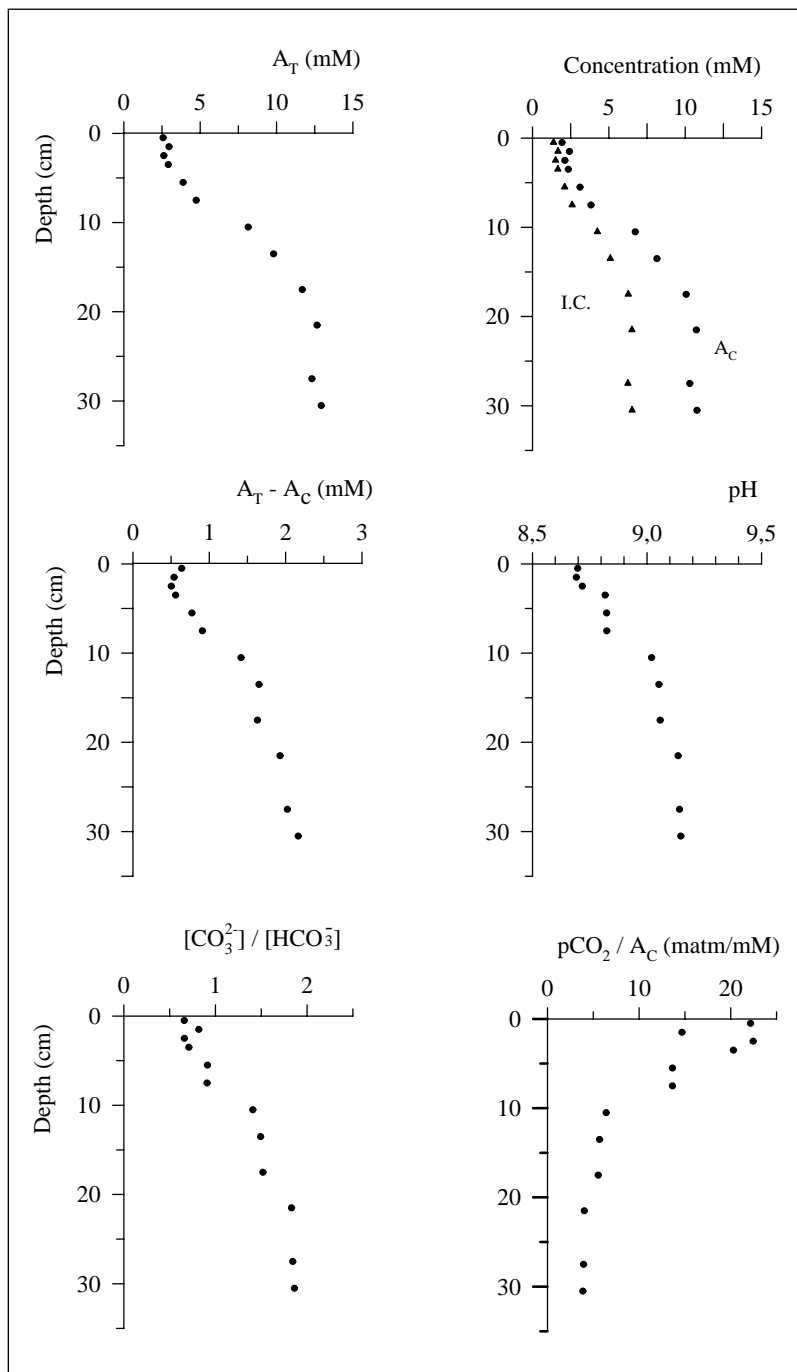 A_T (mM)
0 5 10 15
0
10
20
30
Depth (cm)
Concentration (mM)
0 5 10 15
0
10
20
30
I.C.
A_C
A_T - A_C (mM)
0 1 2 3
0
10
20
30
Depth (cm)
pH
8,5 9,0 9,5
0
10
20
30
[CO_3^2-] / [HCO_3^-]
0 1 2
0
10
20
30
Depth (cm)
pCO_2 / A_C (matm/mM)
0 10 20
0
10
20
30